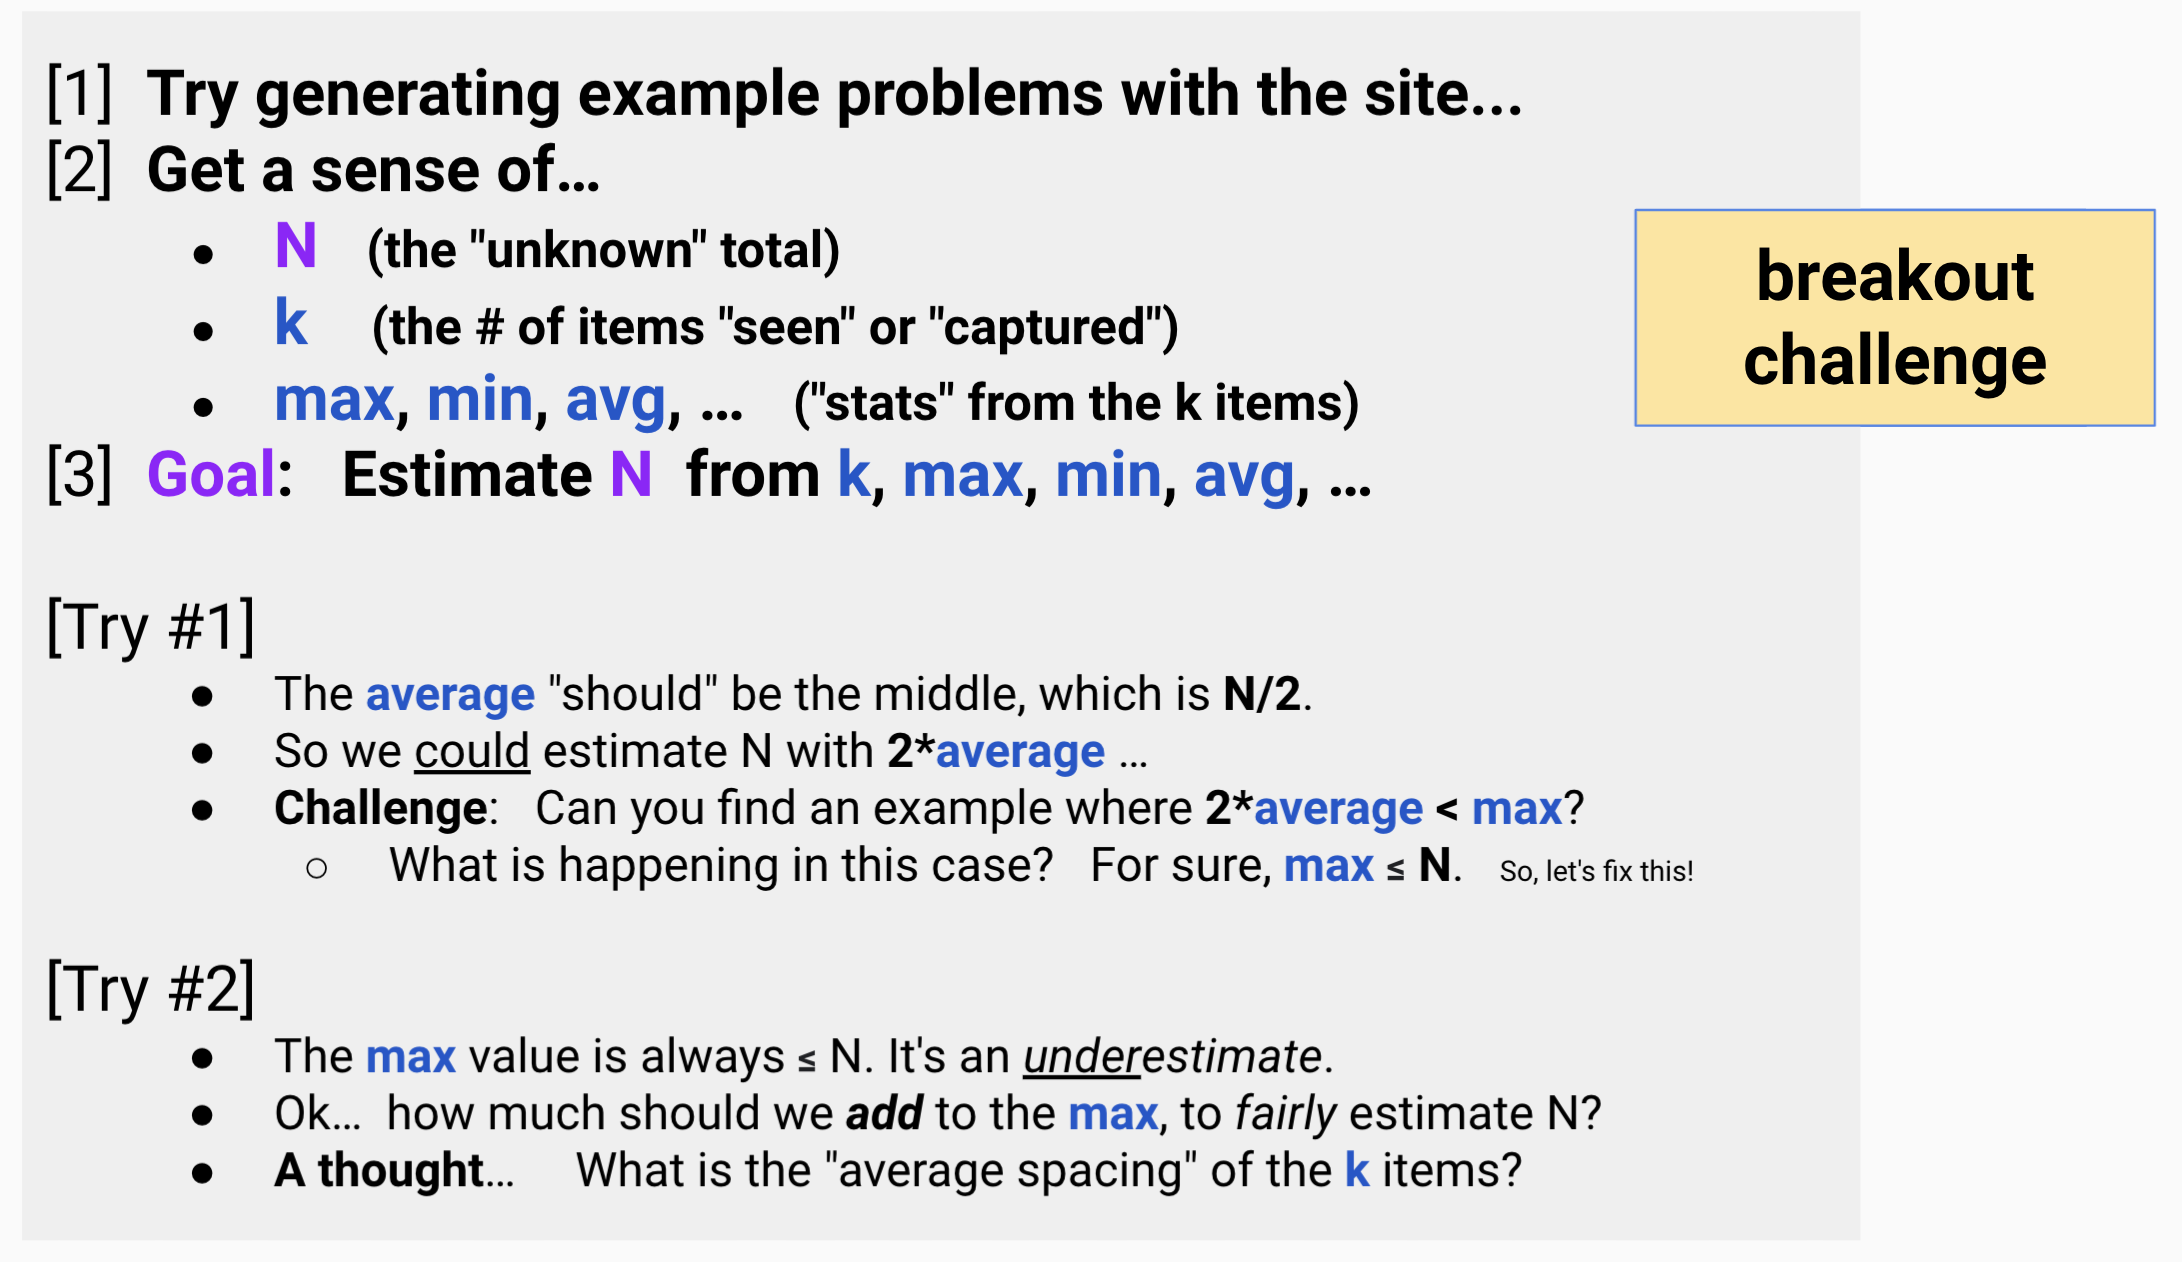 [1] Try generating example problems with the site...
[2] Get a sense of...
● N (the "unknown" total)
● k (the # of items "seen" or "captured")
● max, min, avg, ... ("stats" from the k items)
[3] Goal: Estimate N from k, max, min, avg, ...
breakout
challenge
[Try #1]
● The average "should" be the middle, which is N/2.
● So we could estimate N with 2*average ...
● Challenge: Can you find an example where 2*average < max?
○ What is happening in this case? For sure, max ≤ N. So, let's fix this!
[Try #2]
● The max value is always ≤ N. It's an underestimate.
● Ok... how much should we add to the max, to fairly estimate N?
● A thought... What is the "average spacing" of the k items?